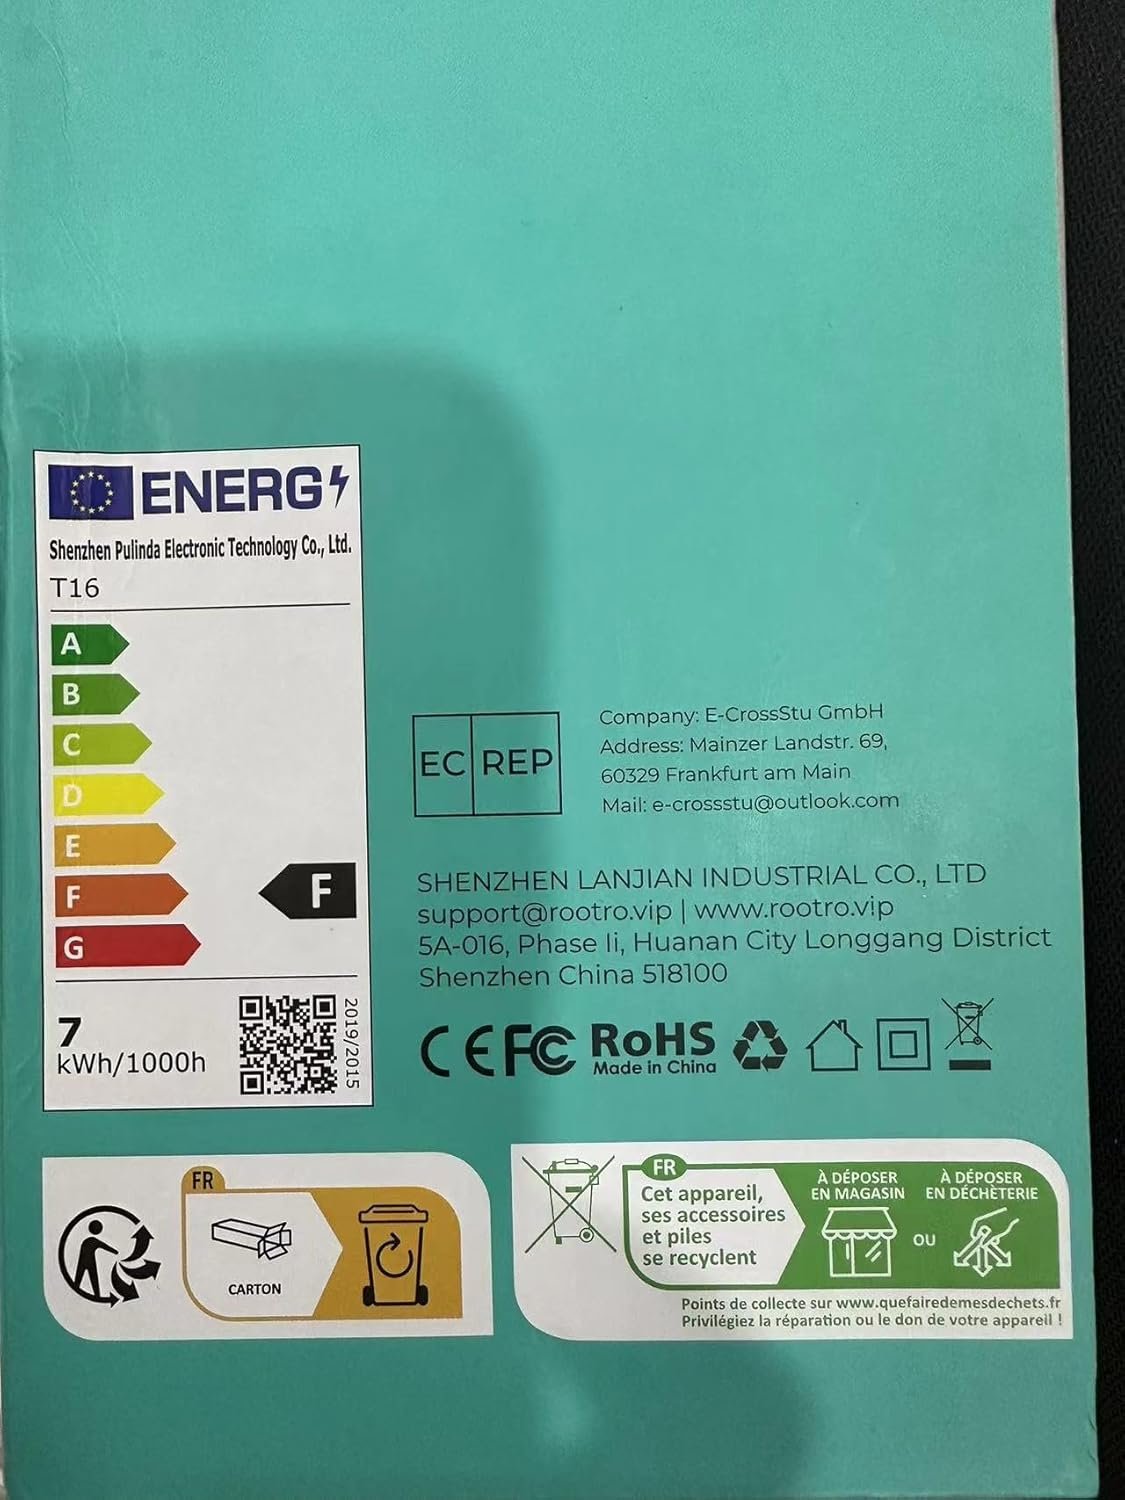 ENERG
Shenzhen Pulinda Electronic Technology Co., Ltd.
T16
A
B
C
D
E
F
F
G
7
kWh/1000h
2019/2015
EC REP
Company: E-CrossStu GmbH
Address: Mainzer Landstr. 69,
60329 Frankfurt am Main
Mail: e-crossstu@outlook.com
SHENZHEN LANJIAN INDUSTRIAL CO., LTD
support@rootro.vip | www.rootro.vip
5A-016, Phase Ii, Huanan City Longgang District
Shenzhen China 518100
CE FC RoHS
Made in China
FR
CARTON
FR
Cet appareil,
ses accessoires
et piles
se recyclent
À DÉPOSER
EN MAGASIN
OU
À DÉPOSER
EN DÉCHÈTERIE
Points de collecte sur www.quefairedemesdechets.fr
Privilégiez la réparation ou le don de votre appareil !